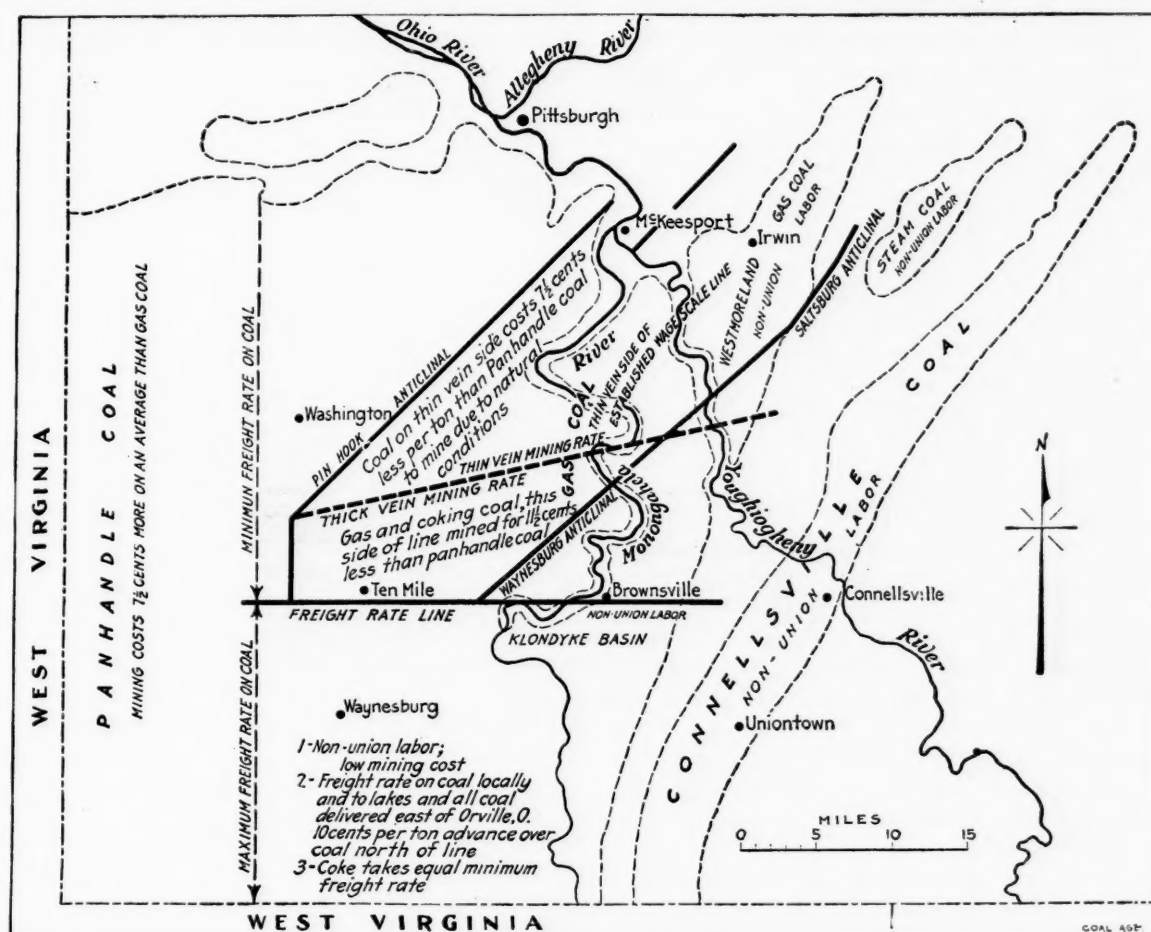 Ohio River
Allegheny River
Pittsburgh
McKeesport
Irwin
WESTMORELAND GAS COAL
NON-UNION LABOR
STEAM COAL
NON-UNION LABOR
SALTSBURG ANTICLINAL
WEST VIRGINIA
PANHANDLE COAL
MINING COSTS 7½ CENTS MORE ON AN AVERAGE THAN GAS COAL
MINIMUN FREIGHT RATE ON COAL
Washington
PIN HOOK ANTICLINAL
Coal on thin vein side costs 7½ cents
less per ton than Panhandle coal
to mine due to natural
conditions
River
GAS COAL
THIN VEIN SIDE OF
ESTABLISHED WAGE SCALE LINE
THIN VEIN MINING RATE
THICK VEIN MINING RATE
Gas and coking coal, this
side of line mined for 11½ cents
less than panhandle coal
WAYNESBURG ANTICLINAL
Monongahela
Youghiogheny
River
CONNELLSVILLE COAL
NON-UNION LABOR
Ten Mile
Brownsville
Connellsville
FREIGHT RATE LINE
NON-UNION LABOR
KLONDYKE BASIN
N
MAXIMUM FREIGHT RATE ON COAL
Waynesburg
Uniontown
1-Non-union labor;
low mining cost
2-Freight rate on coal locally
and to lakes and all coal
delivered east of Orville, O.
10 cents per ton advance over
coal north of line
3-Coke takes equal minimum
freight rate
MILES
0 5 10 15
WEST VIRGINIA
COAL AGE